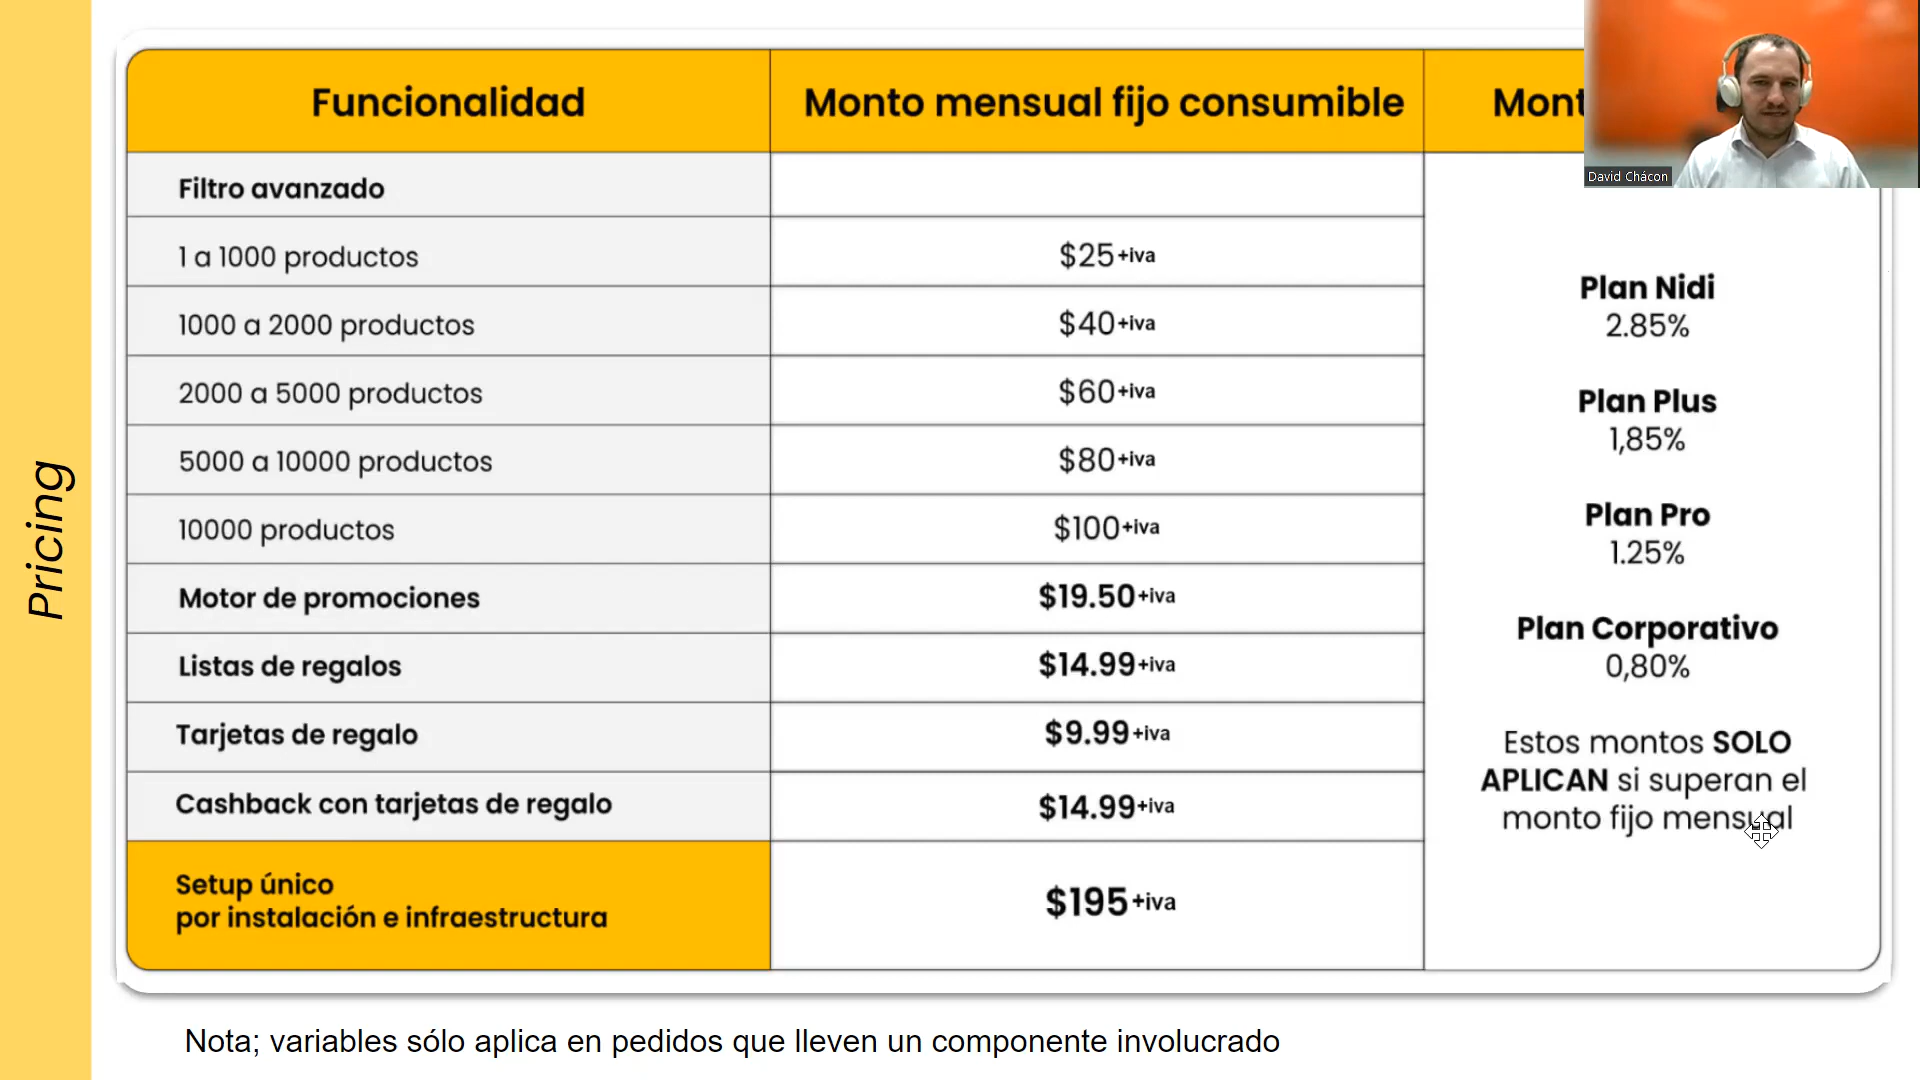 Pricing
Funcionalidad
Monto mensual fijo consumible
Mont
David Chácon
Filtro avanzado
1 a 1000 productos
$25+iva
1000 a 2000 productos
$40+iva
2000 a 5000 productos
$60+iva
5000 a 10000 productos
$80+iva
10000 productos
$100+iva
Motor de promociones
$19.50+iva
Listas de regalos
$14.99+iva
Tarjetas de regalo
$9.99+iva
Cashback con tarjetas de regalo
$14.99+iva
Setup único
por instalación e infraestructura
$195+iva
Plan Nidi
2.85%
Plan Plus
1,85%
Plan Pro
1.25%
Plan Corporativo
0,80%
Estos montos SOLO
APLICAN si superan el
monto fijo mensual
Nota; variables sólo aplica en pedidos que lleven un componente involucrado